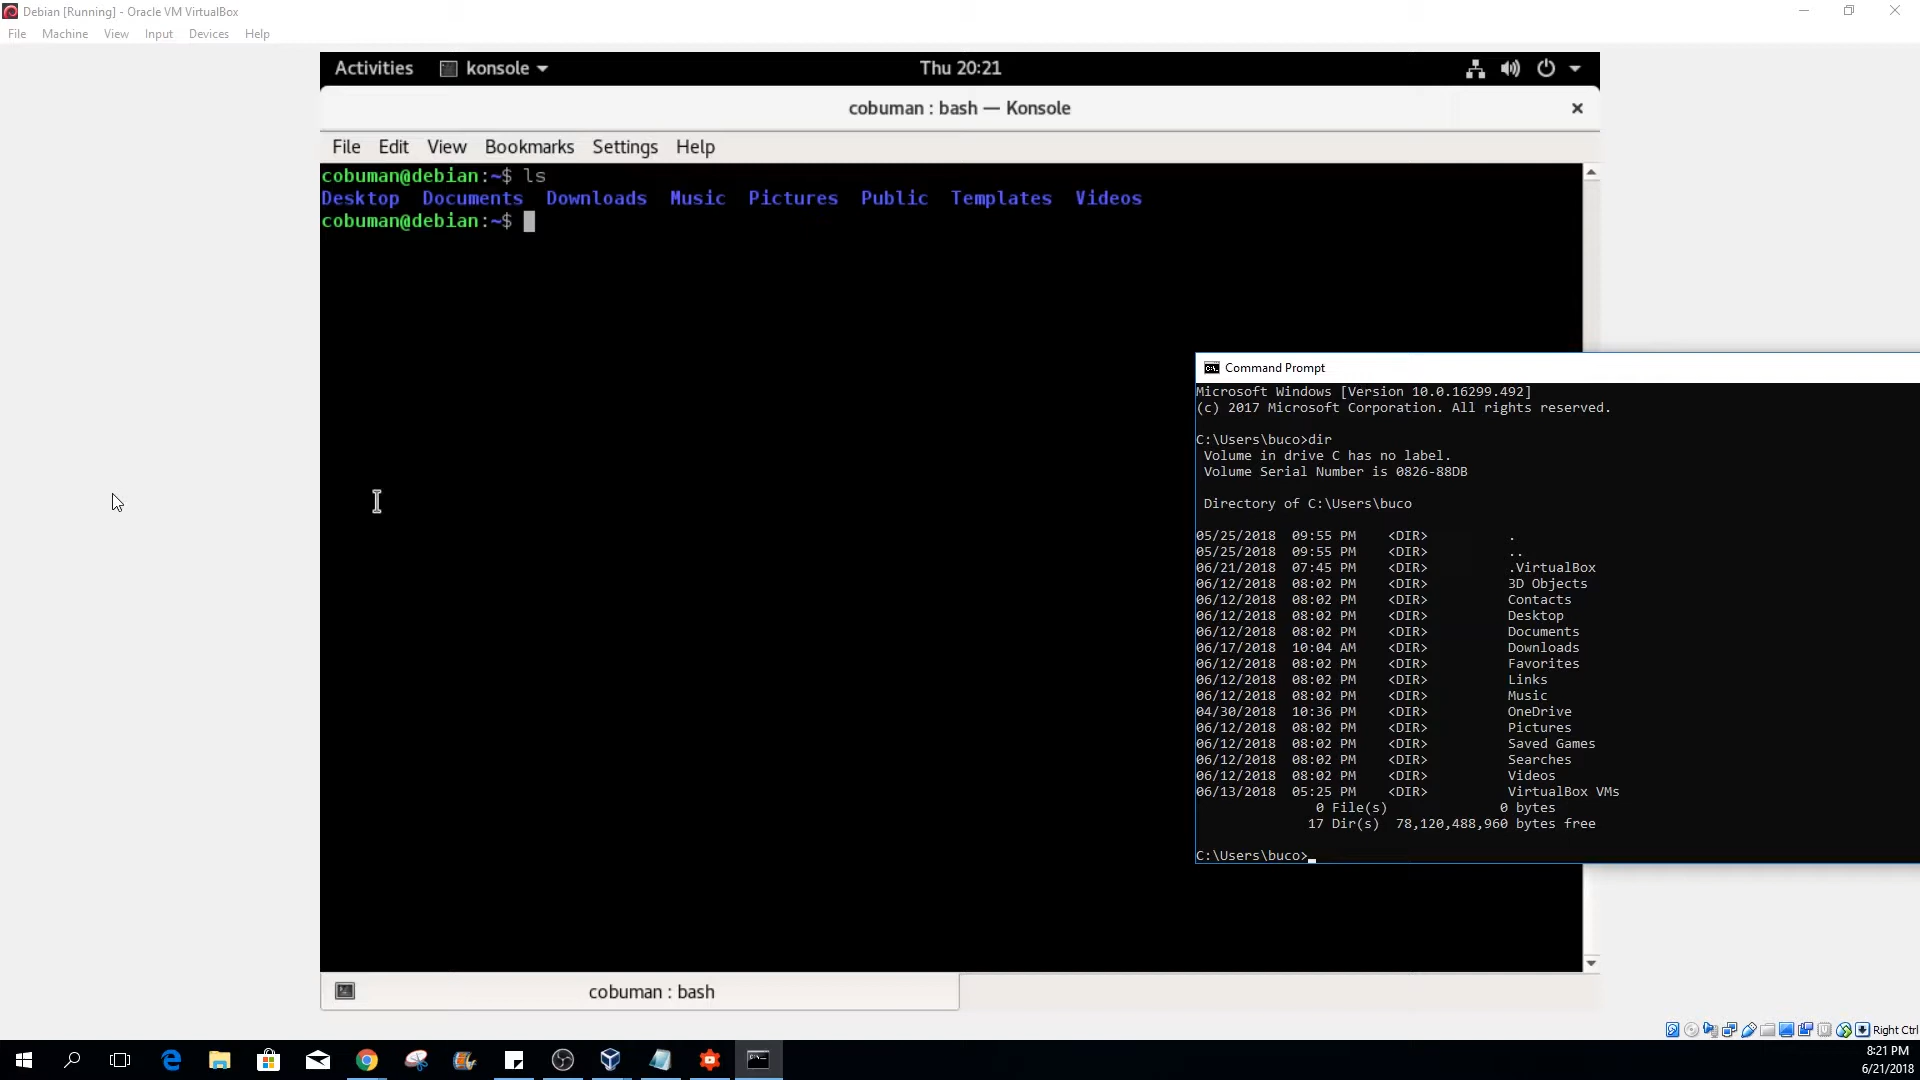 Debian [Running] - Oracle VM VirtualBox
File Machine View Input Devices Help
Activities konsole Thu 20:21
cobuman : bash — Konsole
File Edit View Bookmarks Settings Help
cobuman@debian:~$ ls
Desktop Documents Downloads Music Pictures Public Templates Videos
cobuman@debian:~$
Command Prompt
Microsoft Windows [Version 10.0.16299.492]
(c) 2017 Microsoft Corporation. All rights reserved.
C:\Users\buco>dir
Volume in drive C has no label.
Volume Serial Number is 0826-88DB
Directory of C:\Users\buco
05/25/2018 09:55 PM <DIR> .
05/25/2018 09:55 PM <DIR> ..
06/21/2018 07:45 PM <DIR> .VirtualBox
06/12/2018 08:02 PM <DIR> 3D Objects
06/12/2018 08:02 PM <DIR> Contacts
06/12/2018 08:02 PM <DIR> Desktop
06/12/2018 08:02 PM <DIR> Documents
06/17/2018 10:04 AM <DIR> Downloads
06/12/2018 08:02 PM <DIR> Favorites
06/12/2018 08:02 PM <DIR> Links
06/12/2018 08:02 PM <DIR> Music
04/30/2018 10:36 PM <DIR> OneDrive
06/12/2018 08:02 PM <DIR> Pictures
06/12/2018 08:02 PM <DIR> Saved Games
06/12/2018 08:02 PM <DIR> Searches
06/12/2018 08:02 PM <DIR> Videos
06/13/2018 05:25 PM <DIR> VirtualBox VMs
0 File(s) 0 bytes
17 Dir(s) 78,120,488,960 bytes free
C:\Users\buco>
cobuman : bash
Right Ctrl
8:21 PM
6/21/2018